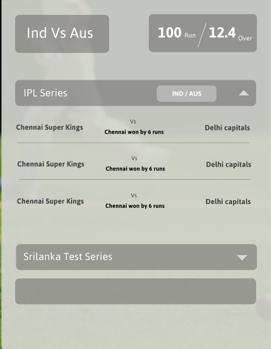 Ind Vs Aus
100 Run / 12.4 Over
IPL Series IND / AUS
Vs
Chennai Super Kings Chennai won by 6 runs Delhi capitals
Vs
Chennai Super Kings Chennai won by 6 runs Delhi capitals
Vs
Chennai Super Kings Chennai won by 6 runs Delhi capitals
Srilanka Test Series